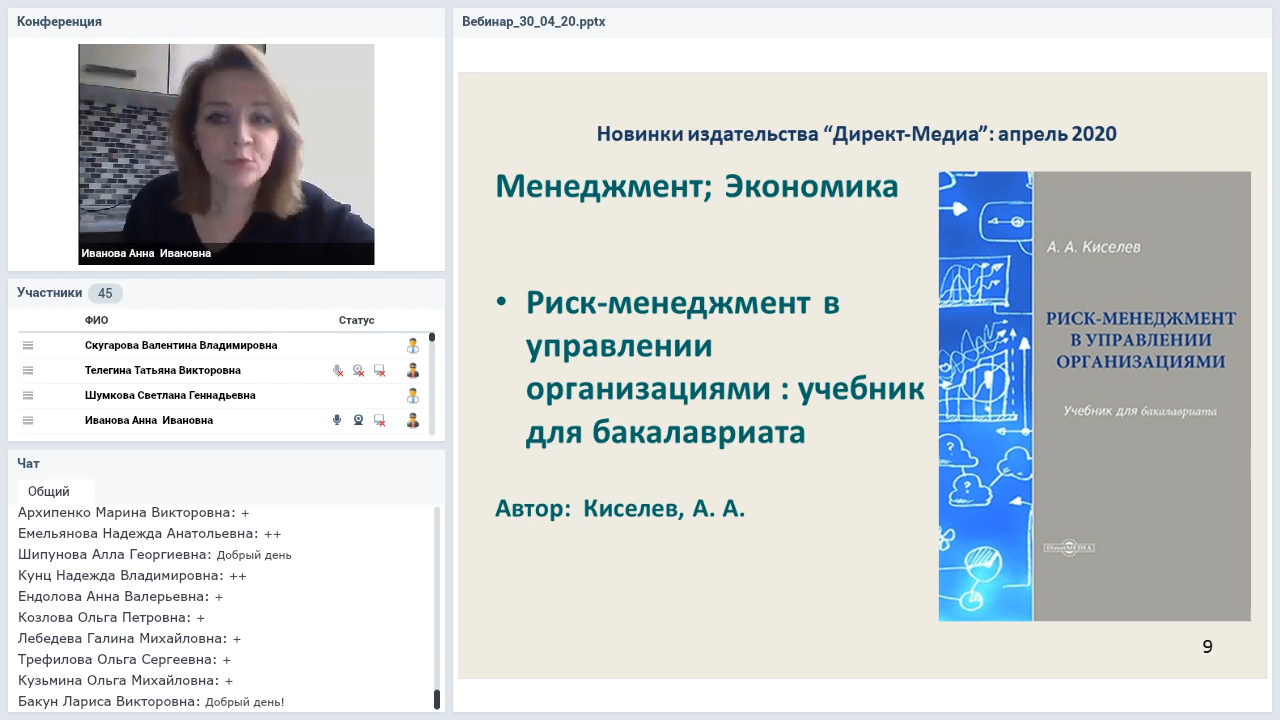 Конференция
Иванова Анна  Ивановна
Участники 45
ФИО Статус
Скугарова Валентина Владимировна
Телегина Татьяна Викторовна
Шумкова Светлана Геннадьевна
Иванова Анна  Ивановна
Чат
Общий
Архипенко Марина Викторовна: +
Емельянова Надежда Анатольевна: ++
Шипунова Алла Георгиевна: Добрый день
Кунц Надежда Владимировна: ++
Ендолова Анна Валерьевна: +
Козлова Ольга Петровна: +
Лебедева Галина Михайловна: +
Трефилова Ольга Сергеевна: +
Кузьмина Ольга Михайловна: +
Бакун Лариса Викторовна: Добрый день!
Вебинар_30_04_20.pptx
Новинки издательства “Директ-Медиа”: апрель 2020
Менеджмент; Экономика
• Риск-менеджмент в
управлении
организациями : учебник
для бакалавриата
Автор:  Киселев, А. А.
А. А. Киселев
РИСК-МЕНЕДЖМЕНТ
В УПРАВЛЕНИИ
ОРГАНИЗАЦИЯМИ
Учебник для бакалавриата
DirectMEDIA
9